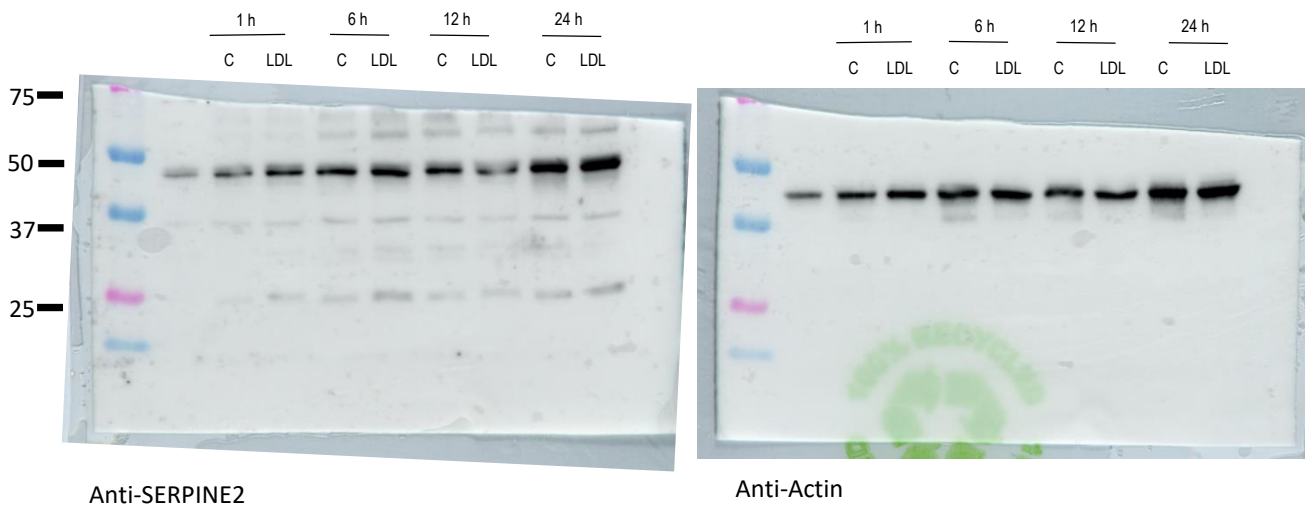 1 h 6 h 12 h 24 h
C LDL C LDL C LDL C LDL
75
50
37
25
Anti-SERPINE2
1 h 6 h 12 h 24 h
C LDL C LDL C LDL C LDL
Anti-Actin